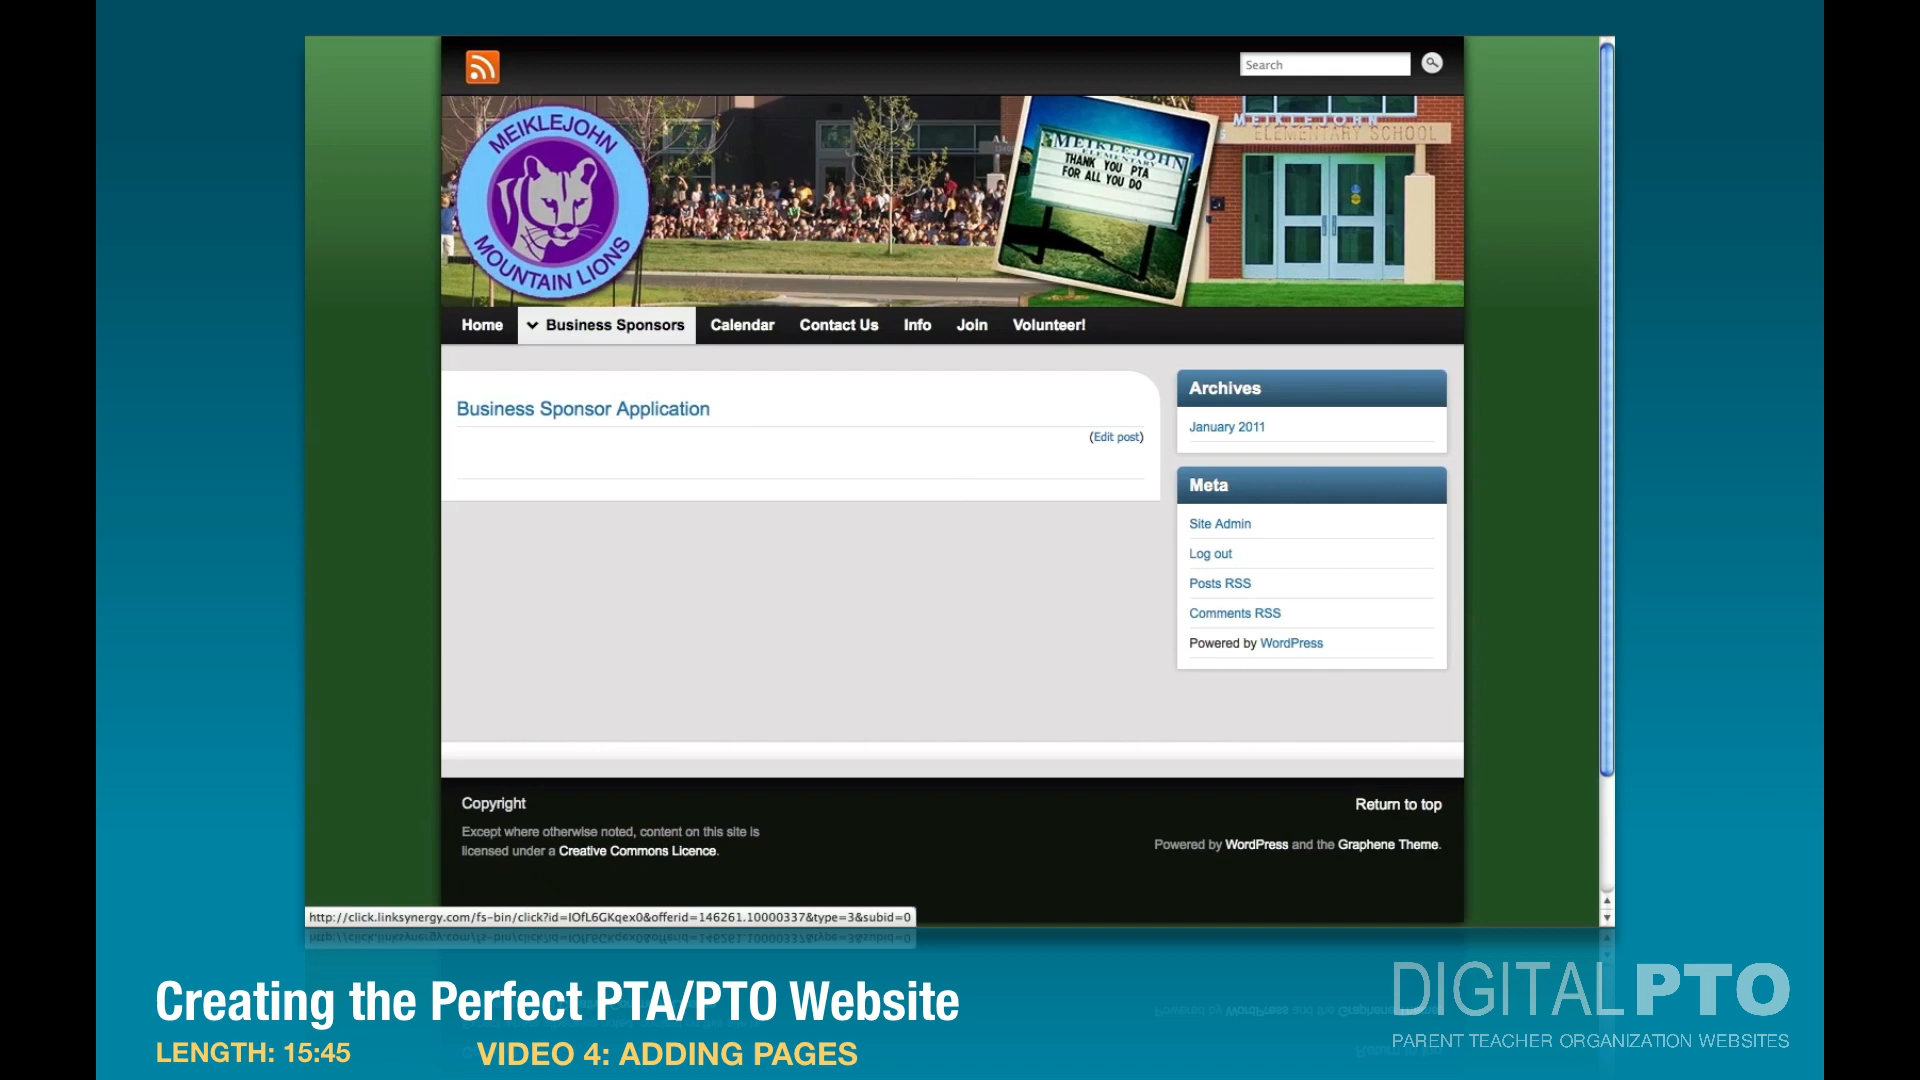 Search
MEIKLEJOHN
MOUNTAIN LIONS
MEIKLEJOHN
ELEMENTARY
THANK YOU PTA
FOR ALL YOU DO
MEIKLEJOHN
ELEMENTARY SCHOOL
Home
Business Sponsors
Calendar
Contact Us
Info
Join
Volunteer!
Business Sponsor Application
(Edit post)
Archives
January 2011
Meta
Site Admin
Log out
Posts RSS
Comments RSS
Powered by WordPress
Copyright
Except where otherwise noted, content on this site is
licensed under a Creative Commons Licence.
Return to top
Powered by WordPress and the Graphene Theme.
http://click.linksynergy.com/fs-bin/click?id=IOfL6GKqex0&offerid=146261.10000337&type=3&subid=0
Creating the Perfect PTA/PTO Website
LENGTH: 15:45
VIDEO 4: ADDING PAGES
DIGITALPTO
PARENT TEACHER ORGANIZATION WEBSITES